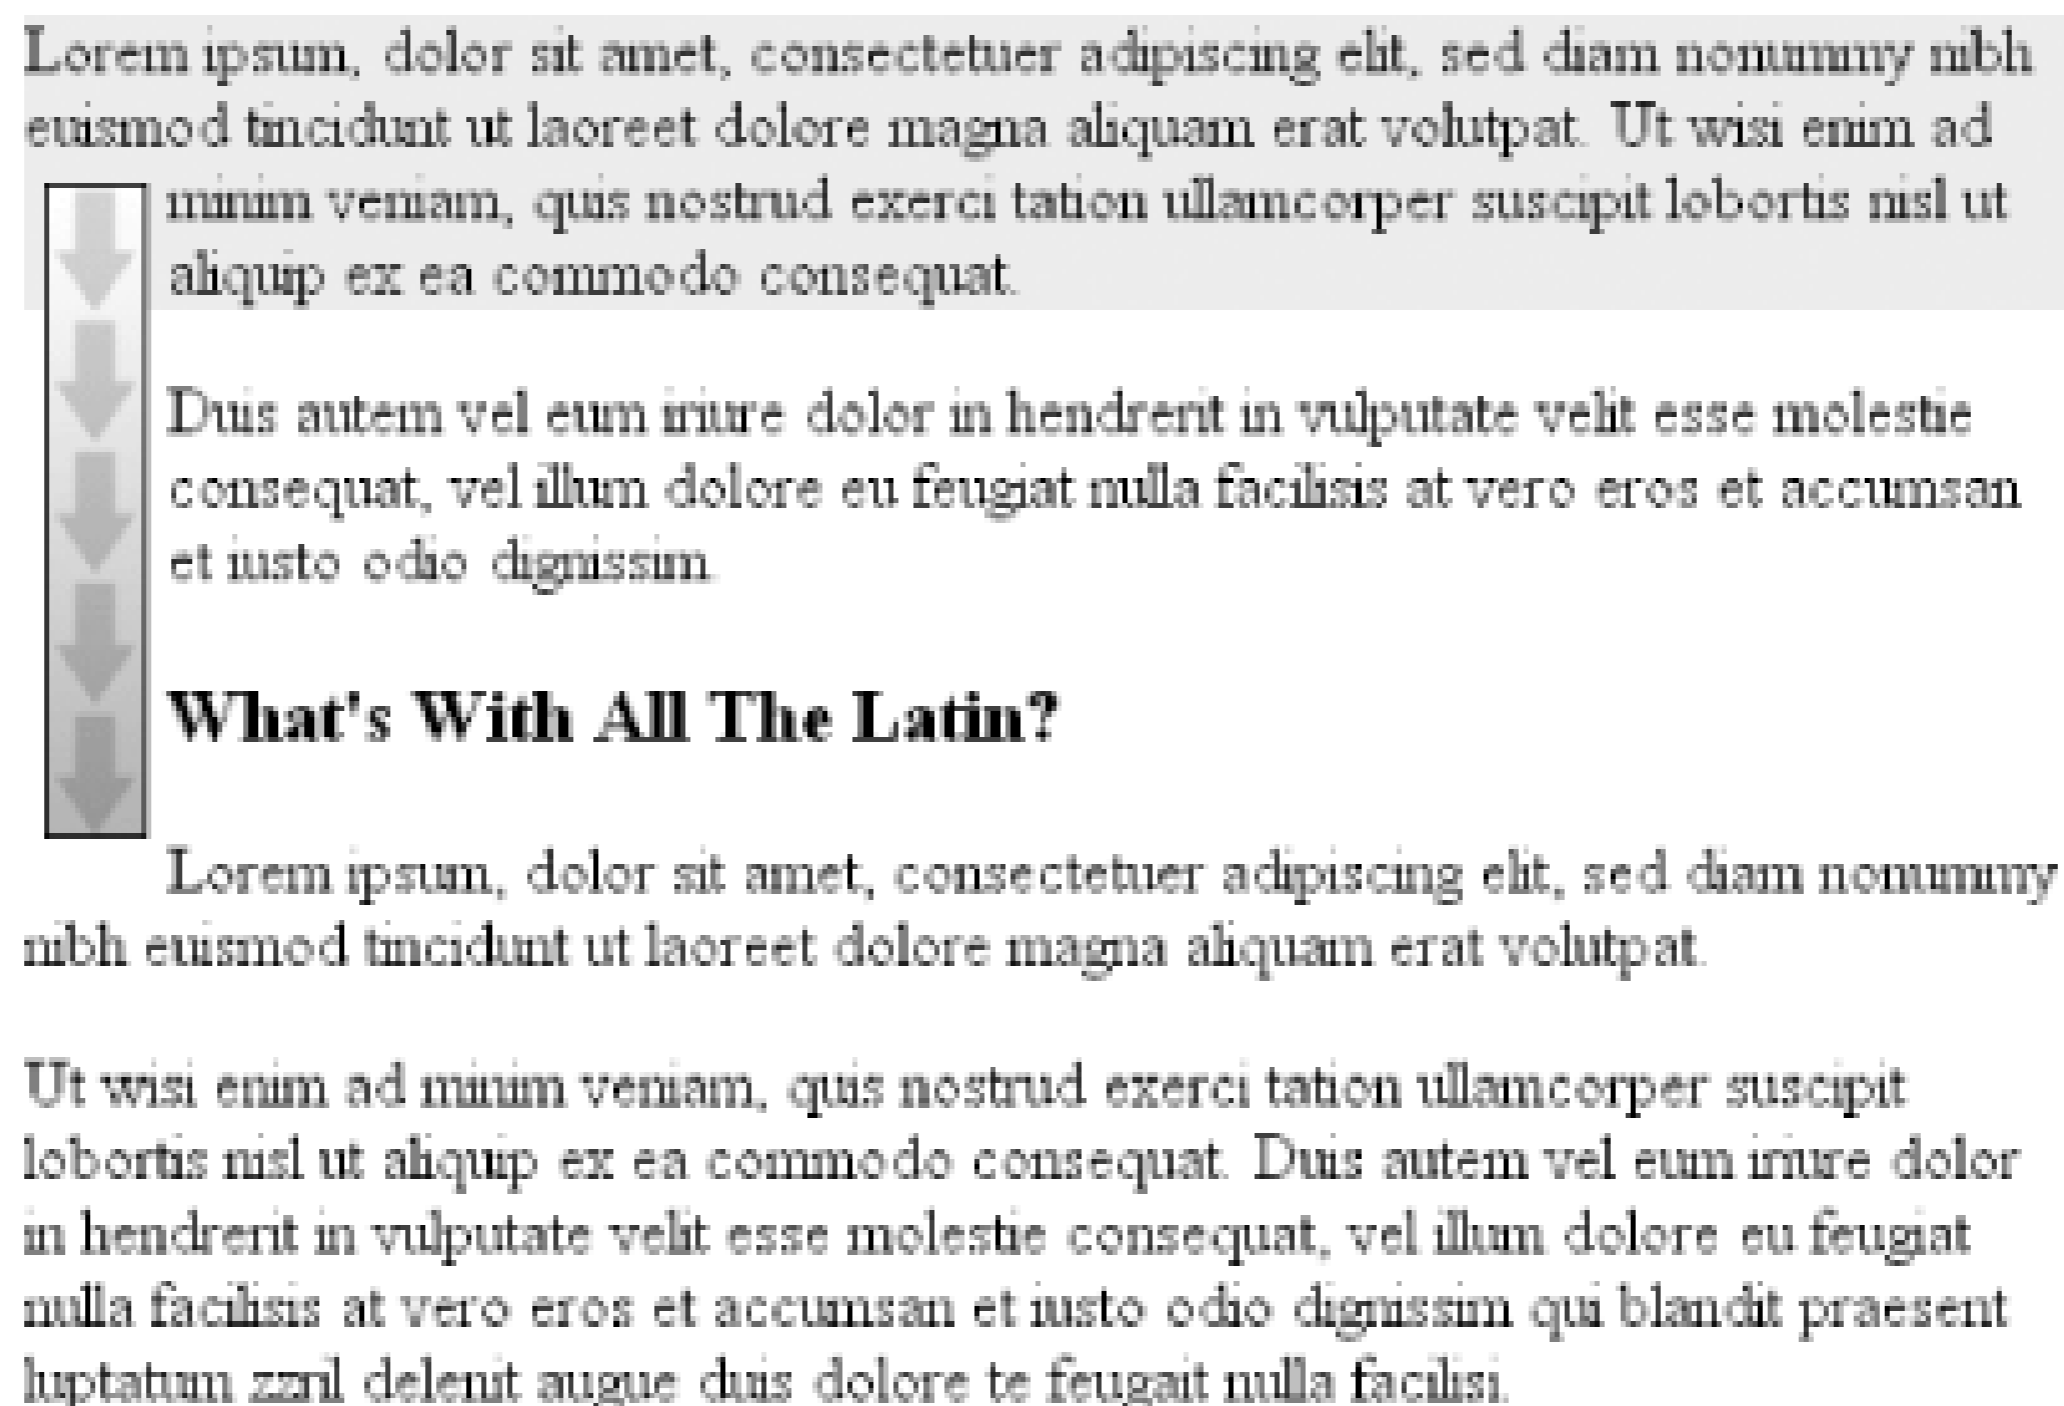 Lorem ipsum, dolor sit amet, consectetuer adipiscing elit, sed diam nonummy nibh
euismod tincidunt ut laoreet dolore magna aliquam erat volutpat. Ut wisi enim ad
minim veniam, quis nostrud exerci tation ullamcorper suscipit lobortis nisl ut
aliquip ex ea commodo consequat.
Duis autem vel eum iriure dolor in hendrerit in vulputate velit esse molestie
consequat, vel illum dolore eu feugiat nulla facilisis at vero eros et accumsan
et iusto odio dignissim.
What's With All The Latin?
Lorem ipsum, dolor sit amet, consectetuer adipiscing elit, sed diam nonummy
nibh euismod tincidunt ut laoreet dolore magna aliquam erat volutpat.
Ut wisi enim ad minim veniam, quis nostrud exerci tation ullamcorper suscipit
lobortis nisl ut aliquip ex ea commodo consequat. Duis autem vel eum iriure dolor
in hendrerit in vulputate velit esse molestie consequat, vel illum dolore eu feugiat
nulla facilisis at vero eros et accumsan et iusto odio dignissim qui blandit praesent
luptatum zzril delenit augue duis dolore te feugait nulla facilisi.